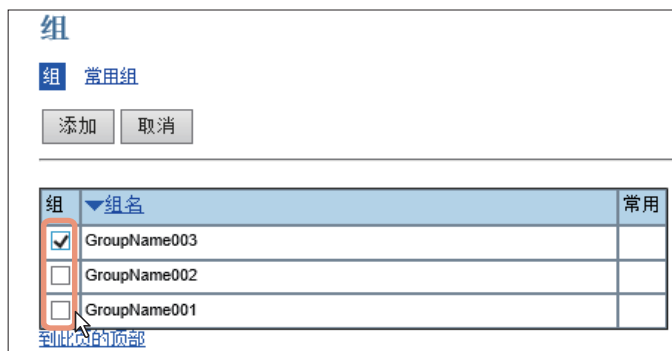 组
组 常用组
添加 取消
组 组名 常用
GroupName003
GroupName002
GroupName001
到此页的顶部